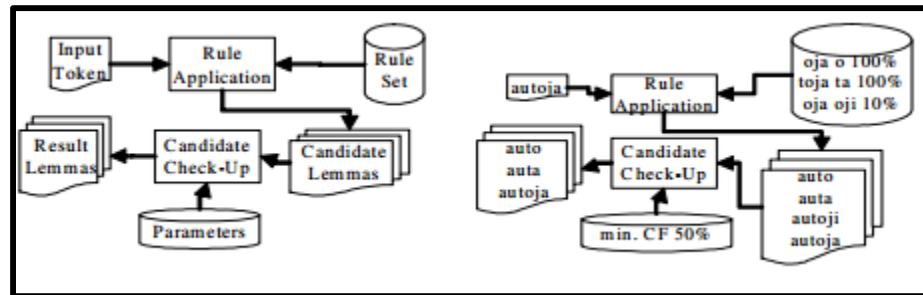 Input
Token
Rule
Application
Rule
Set
Result
Lemmas
Candidate
Check-Up
Candidate
Lemmas
Parameters
autoja
Rule
Application
oja o 100%
toja ta 100%
oja oji 10%
auto
auta
autoja
Candidate
Check-Up
auto
auta
autoji
autoja
min. CF 50%